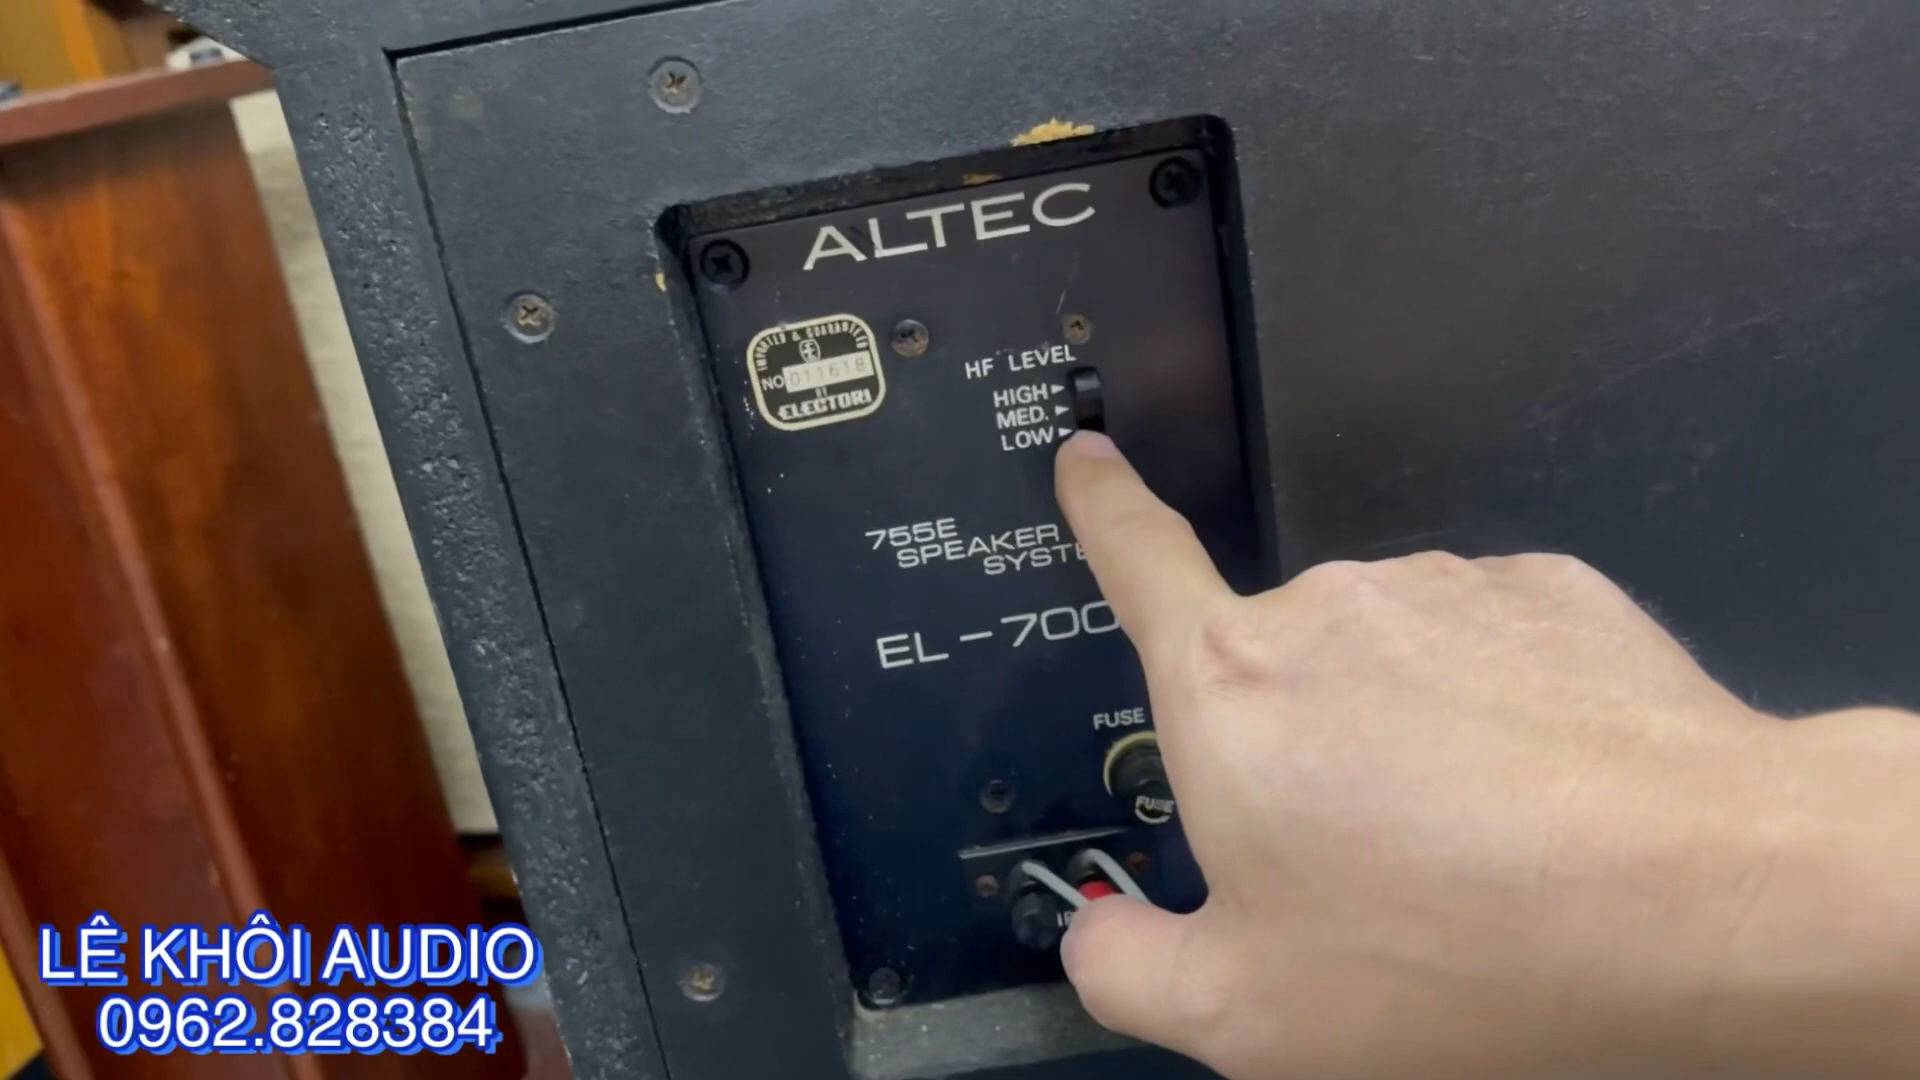 ALTEC
IMPORTED & GUARANTEED
NO 011618
BY
ELECTORI
HF LEVEL
HIGH
MED.
LOW
755E
SPEAKER
SYSTE
EL-700
FUSE
FUSE
LÊ KHÔI AUDIO
0962.828384